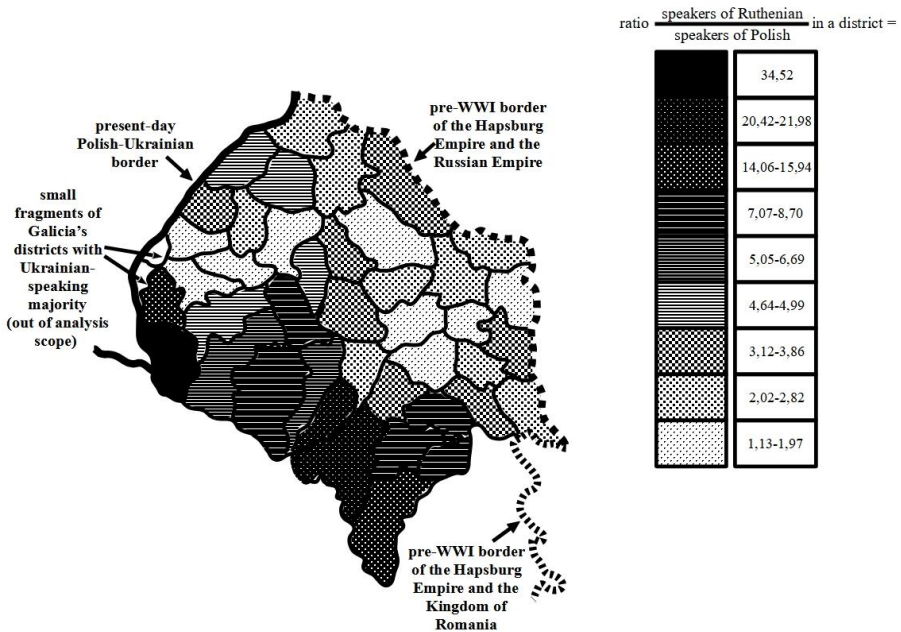 ratio speakers of Ruthenian in a district =
speakers of Polish
34,52
20,42-21,98
14,06-15,94
7,07-8,70
5,05-6,69
4,64-4,99
3,12-3,86
2,02-2,82
1,13-1,97
pre-WWI border
of the Hapsburg
Empire and the
Russian Empire
present-day
Polish-Ukrainian
border
small
fragments of
Galicia's
districts with
Ukrainian-
speaking
majority
(out of analysis
scope)
pre-WWI border
of the Hapsburg
Empire and the
Kingdom of
Romania